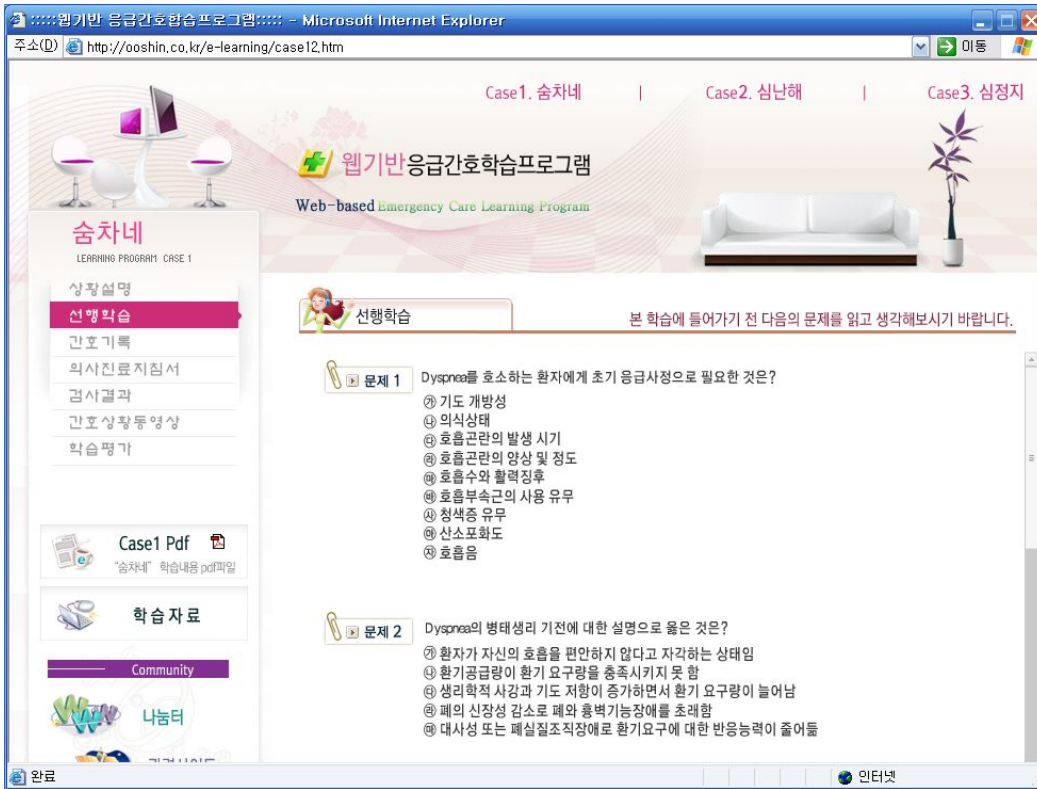 :::::웹기반 응급간호학습프로그램::::: - Microsoft Internet Explorer
주소(D) http://ooshin.co.kr/e-learning/case12.htm 이동
Case1. 숨차네 | Case2. 심난해 | Case3. 심정지
웹기반응급간호학습프로그램
Web-based Emergency Care Learning Program
숨차네
LEARNING PROGRAM CASE 1
상황설명
선행학습
간호기록
의사진료지침서
검사결과
간호상황동영상
학습평가
Case1 Pdf
"숨차네" 학습내용 pdf파일
학습자료
Community
나눔터
선행학습
본 학습에 들어가기 전 다음의 문제를 읽고 생각해보시기 바랍니다.
문제 1 Dyspnea를 호소하는 환자에게 초기 응급사정으로 필요한 것은?
㉮ 기도 개방성
㉯ 의식상태
㉰ 호흡곤란의 발생 시기
㉱ 호흡곤란의 양상 및 정도
㉲ 호흡수와 활력징후
㉳ 호흡부속근의 사용 유무
㉴ 청색증 유무
㉵ 산소포화도
㉶ 호흡음
문제 2 Dyspnea의 병태생리 기전에 대한 설명으로 옳은 것은?
㉮ 환자가 자신의 호흡을 편안하지 않다고 자각하는 상태임
㉯ 환기공급량이 환기 요구량을 충족시키지 못 함
㉰ 생리학적 사강과 기도 저항이 증가하면서 환기 요구량이 늘어남
㉱ 폐의 신장성 감소로 폐와 흉벽기능장애를 초래함
㉲ 대사성 또는 폐실질조직장애로 환기요구에 대한 반응능력이 줄어듦
완료
인터넷